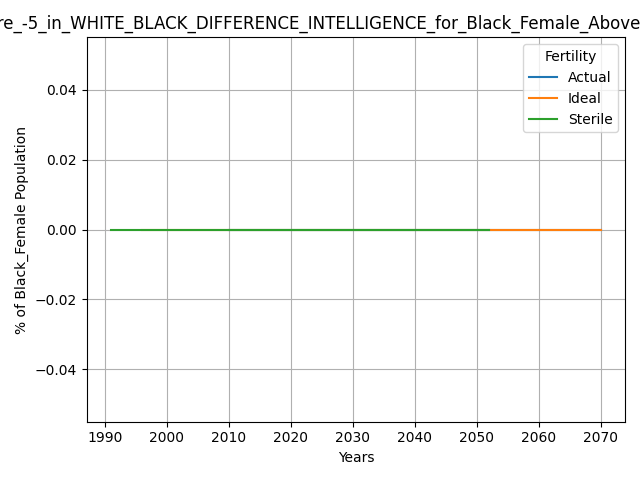 re_-5_in_WHITE_BLACK_DIFFERENCE_INTELLIGENCE_for_Black_Female_Above
Fertility
Actual
Ideal
Sterile
% of Black_Female Population
0.04
0.02
0.00
−0.02
−0.04
1990 2000 2010 2020 2030 2040 2050 2060 2070
Years